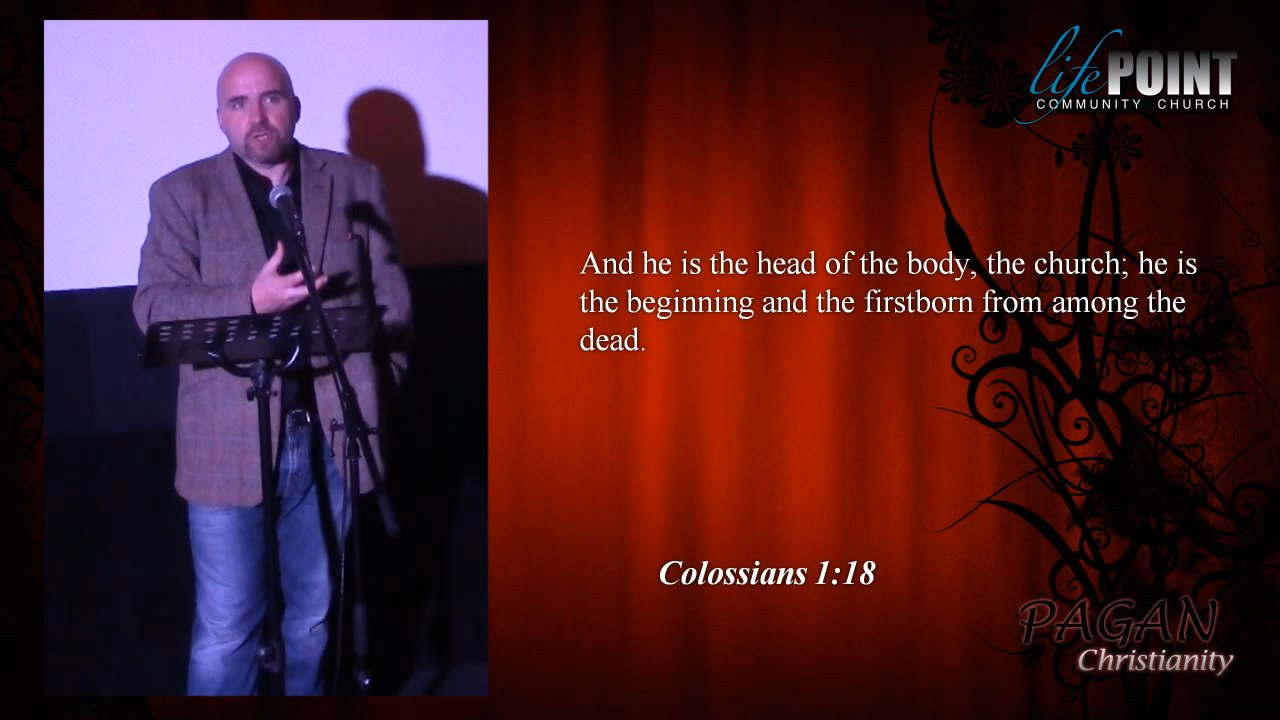 life POINT
COMMUNITY CHURCH
And he is the head of the body, the church; he is
the beginning and the firstborn from among the
dead.
Colossians 1:18
PAGAN
Christianity